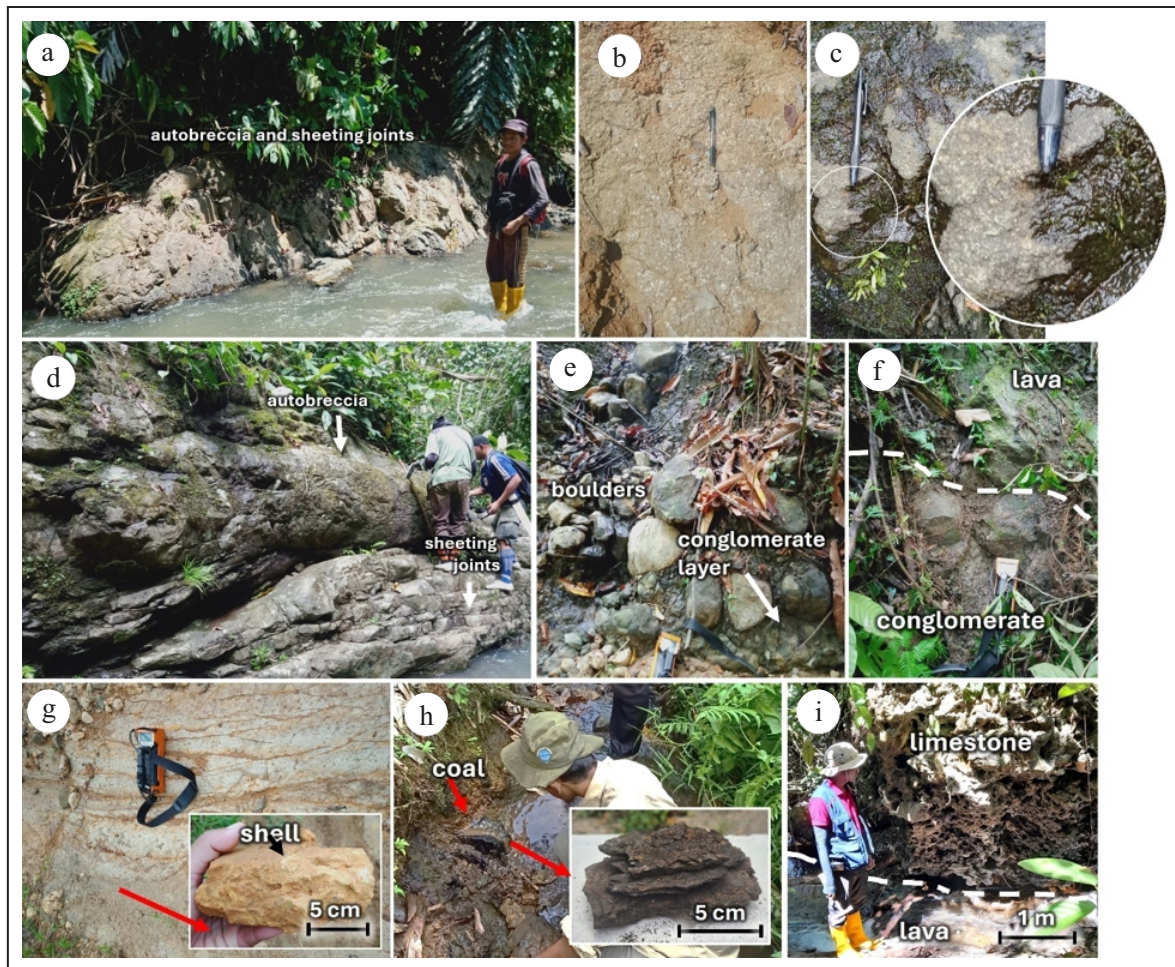 a
autobreccia and sheeting joints
b
c
d
autobreccia
sheeting
joints
e
boulders
conglomerate
layer
f
lava
conglomerate
g
shell
5 cm
h
coal
5 cm
i
limestone
lava
1 m